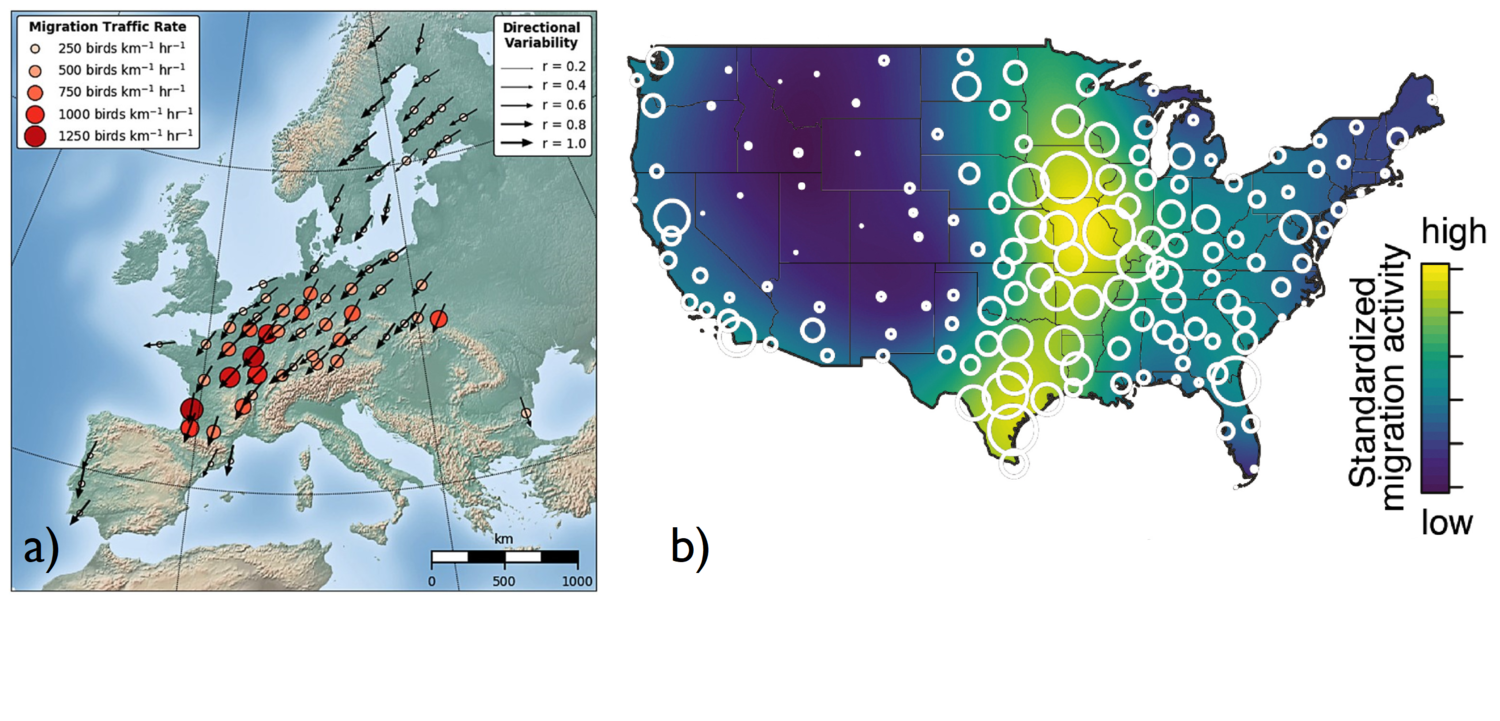 Migration Traffic Rate
250 birds km⁻¹ hr⁻¹
500 birds km⁻¹ hr⁻¹
750 birds km⁻¹ hr⁻¹
1000 birds km⁻¹ hr⁻¹
1250 birds km⁻¹ hr⁻¹
Directional
Variability
r = 0.2
r = 0.4
r = 0.6
r = 0.8
r = 1.0
a)
km
0 500 1000
b)
Standardized
migration activity
high
low